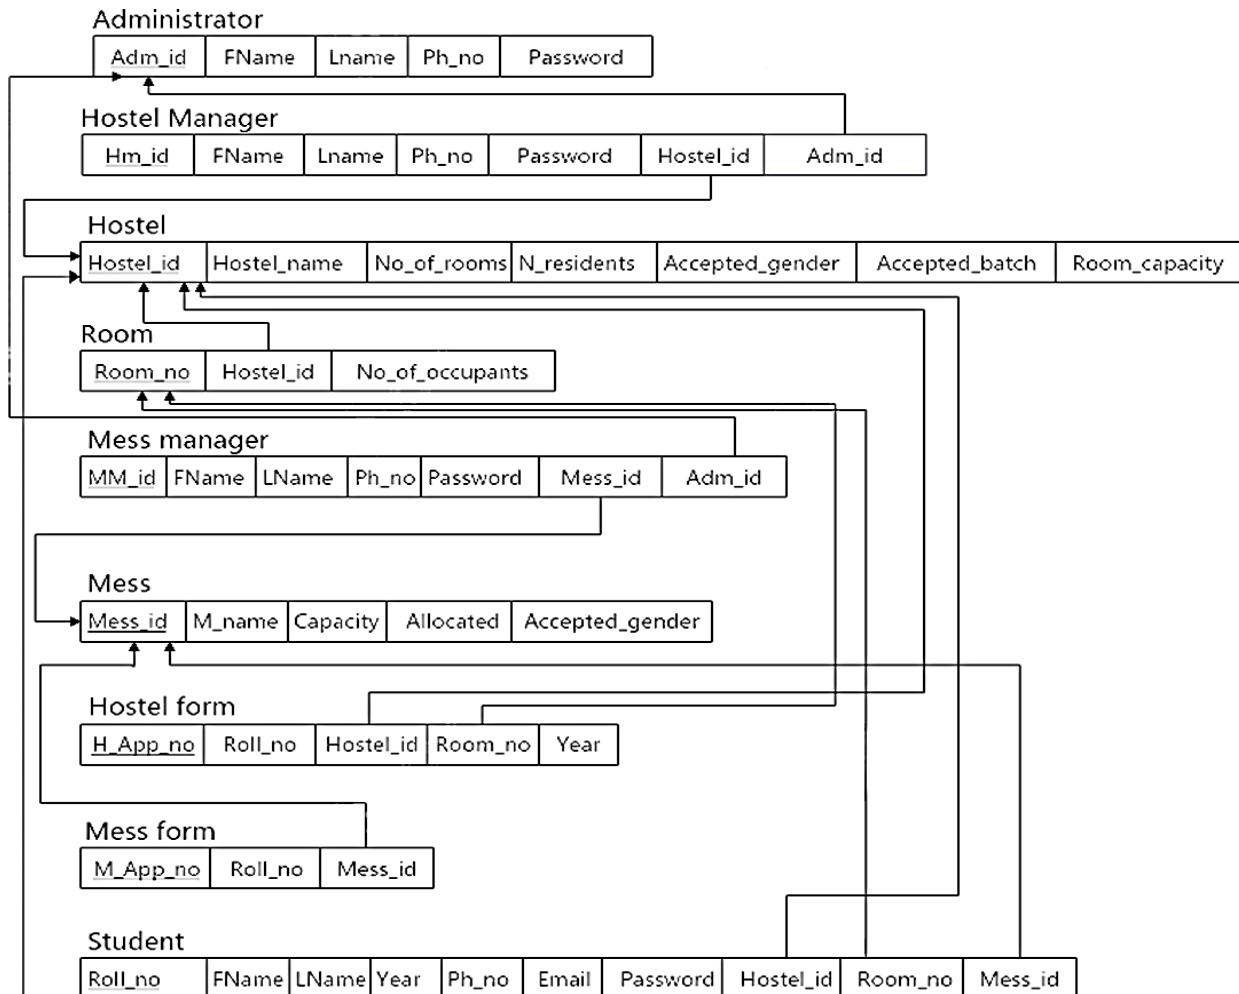 Administrator
Adm_id FName Lname Ph_no Password
Hostel Manager
Hm_id FName Lname Ph_no Password Hostel_id Adm_id
Hostel
Hostel_id Hostel_name No_of_rooms N_residents Accepted_gender Accepted_batch Room_capacity
Room
Room_no Hostel_id No_of_occupants
Mess manager
MM_id FName LName Ph_no Password Mess_id Adm_id
Mess
Mess_id M_name Capacity Allocated Accepted_gender
Hostel form
H_App_no Roll_no Hostel_id Room_no Year
Mess form
M_App_no Roll_no Mess_id
Student
Roll_no FName LName Year Ph_no Email Password Hostel_id Room_no Mess_id